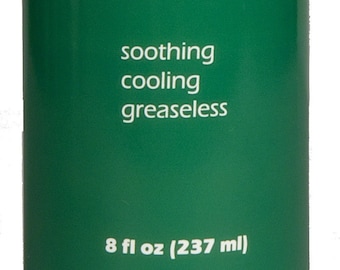 soothing
cooling
greaseless
8 fl oz (237 ml)